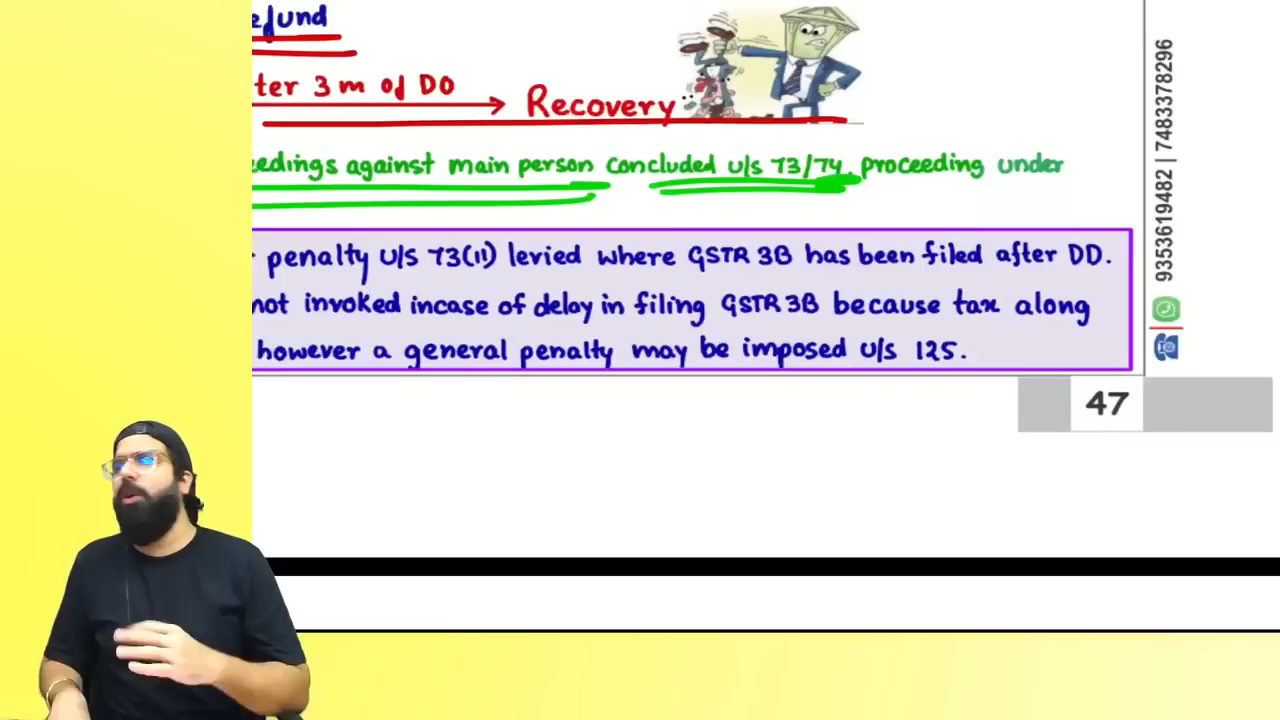 efund
ter 3 m of DO
Recovery
eedings against main person concluded u/s 73/74, proceeding under
penalty U/s 73(11) levied where GSTR 3B has been filed after DD.
not invoked incase of delay in filing GSTR 3B because tax along
however a general penalty may be imposed U/s 125.
47
9353619482 | 7483378296